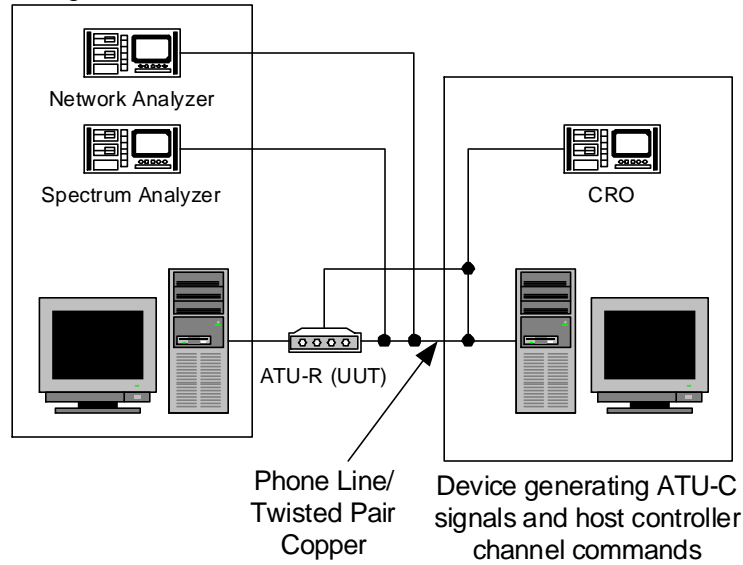 Network Analyzer
Spectrum Analyzer
CRO
ATU-R (UUT)
Phone Line/
Twisted Pair
Copper
Device generating ATU-C
signals and host controller
channel commands